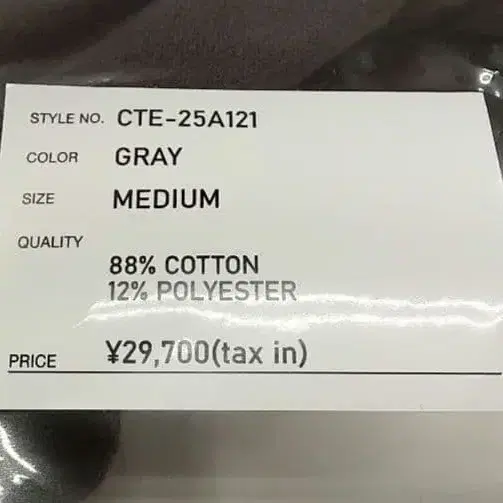 STYLE NO. CTE-25A121
COLOR GRAY
SIZE MEDIUM
QUALITY
88% COTTON
12% POLYESTER
PRICE ¥29,700(tax in)